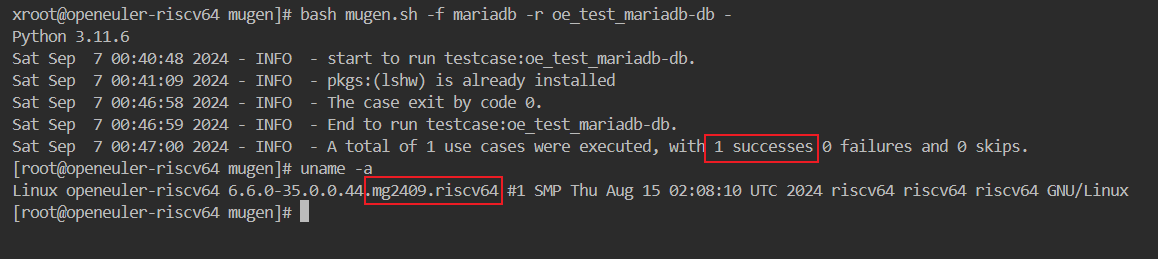 xroot@openeuler-riscv64 mugen]# bash mugen.sh -f mariadb -r oe_test_mariadb-db -
Python 3.11.6
Sat Sep  7 00:40:48 2024 - INFO  - start to run testcase:oe_test_mariadb-db.
Sat Sep  7 00:41:09 2024 - INFO  - pkgs:(lshw) is already installed
Sat Sep  7 00:46:58 2024 - INFO  - The case exit by code 0.
Sat Sep  7 00:46:59 2024 - INFO  - End to run testcase:oe_test_mariadb-db.
Sat Sep  7 00:47:00 2024 - INFO  - A total of 1 use cases were executed, with 1 successes 0 failures and 0 skips.
[root@openeuler-riscv64 mugen]# uname -a
Linux openeuler-riscv64 6.6.0-35.0.0.44.mg2409.riscv64 #1 SMP Thu Aug 15 02:08:10 UTC 2024 riscv64 riscv64 riscv64 GNU/Linux
[root@openeuler-riscv64 mugen]#